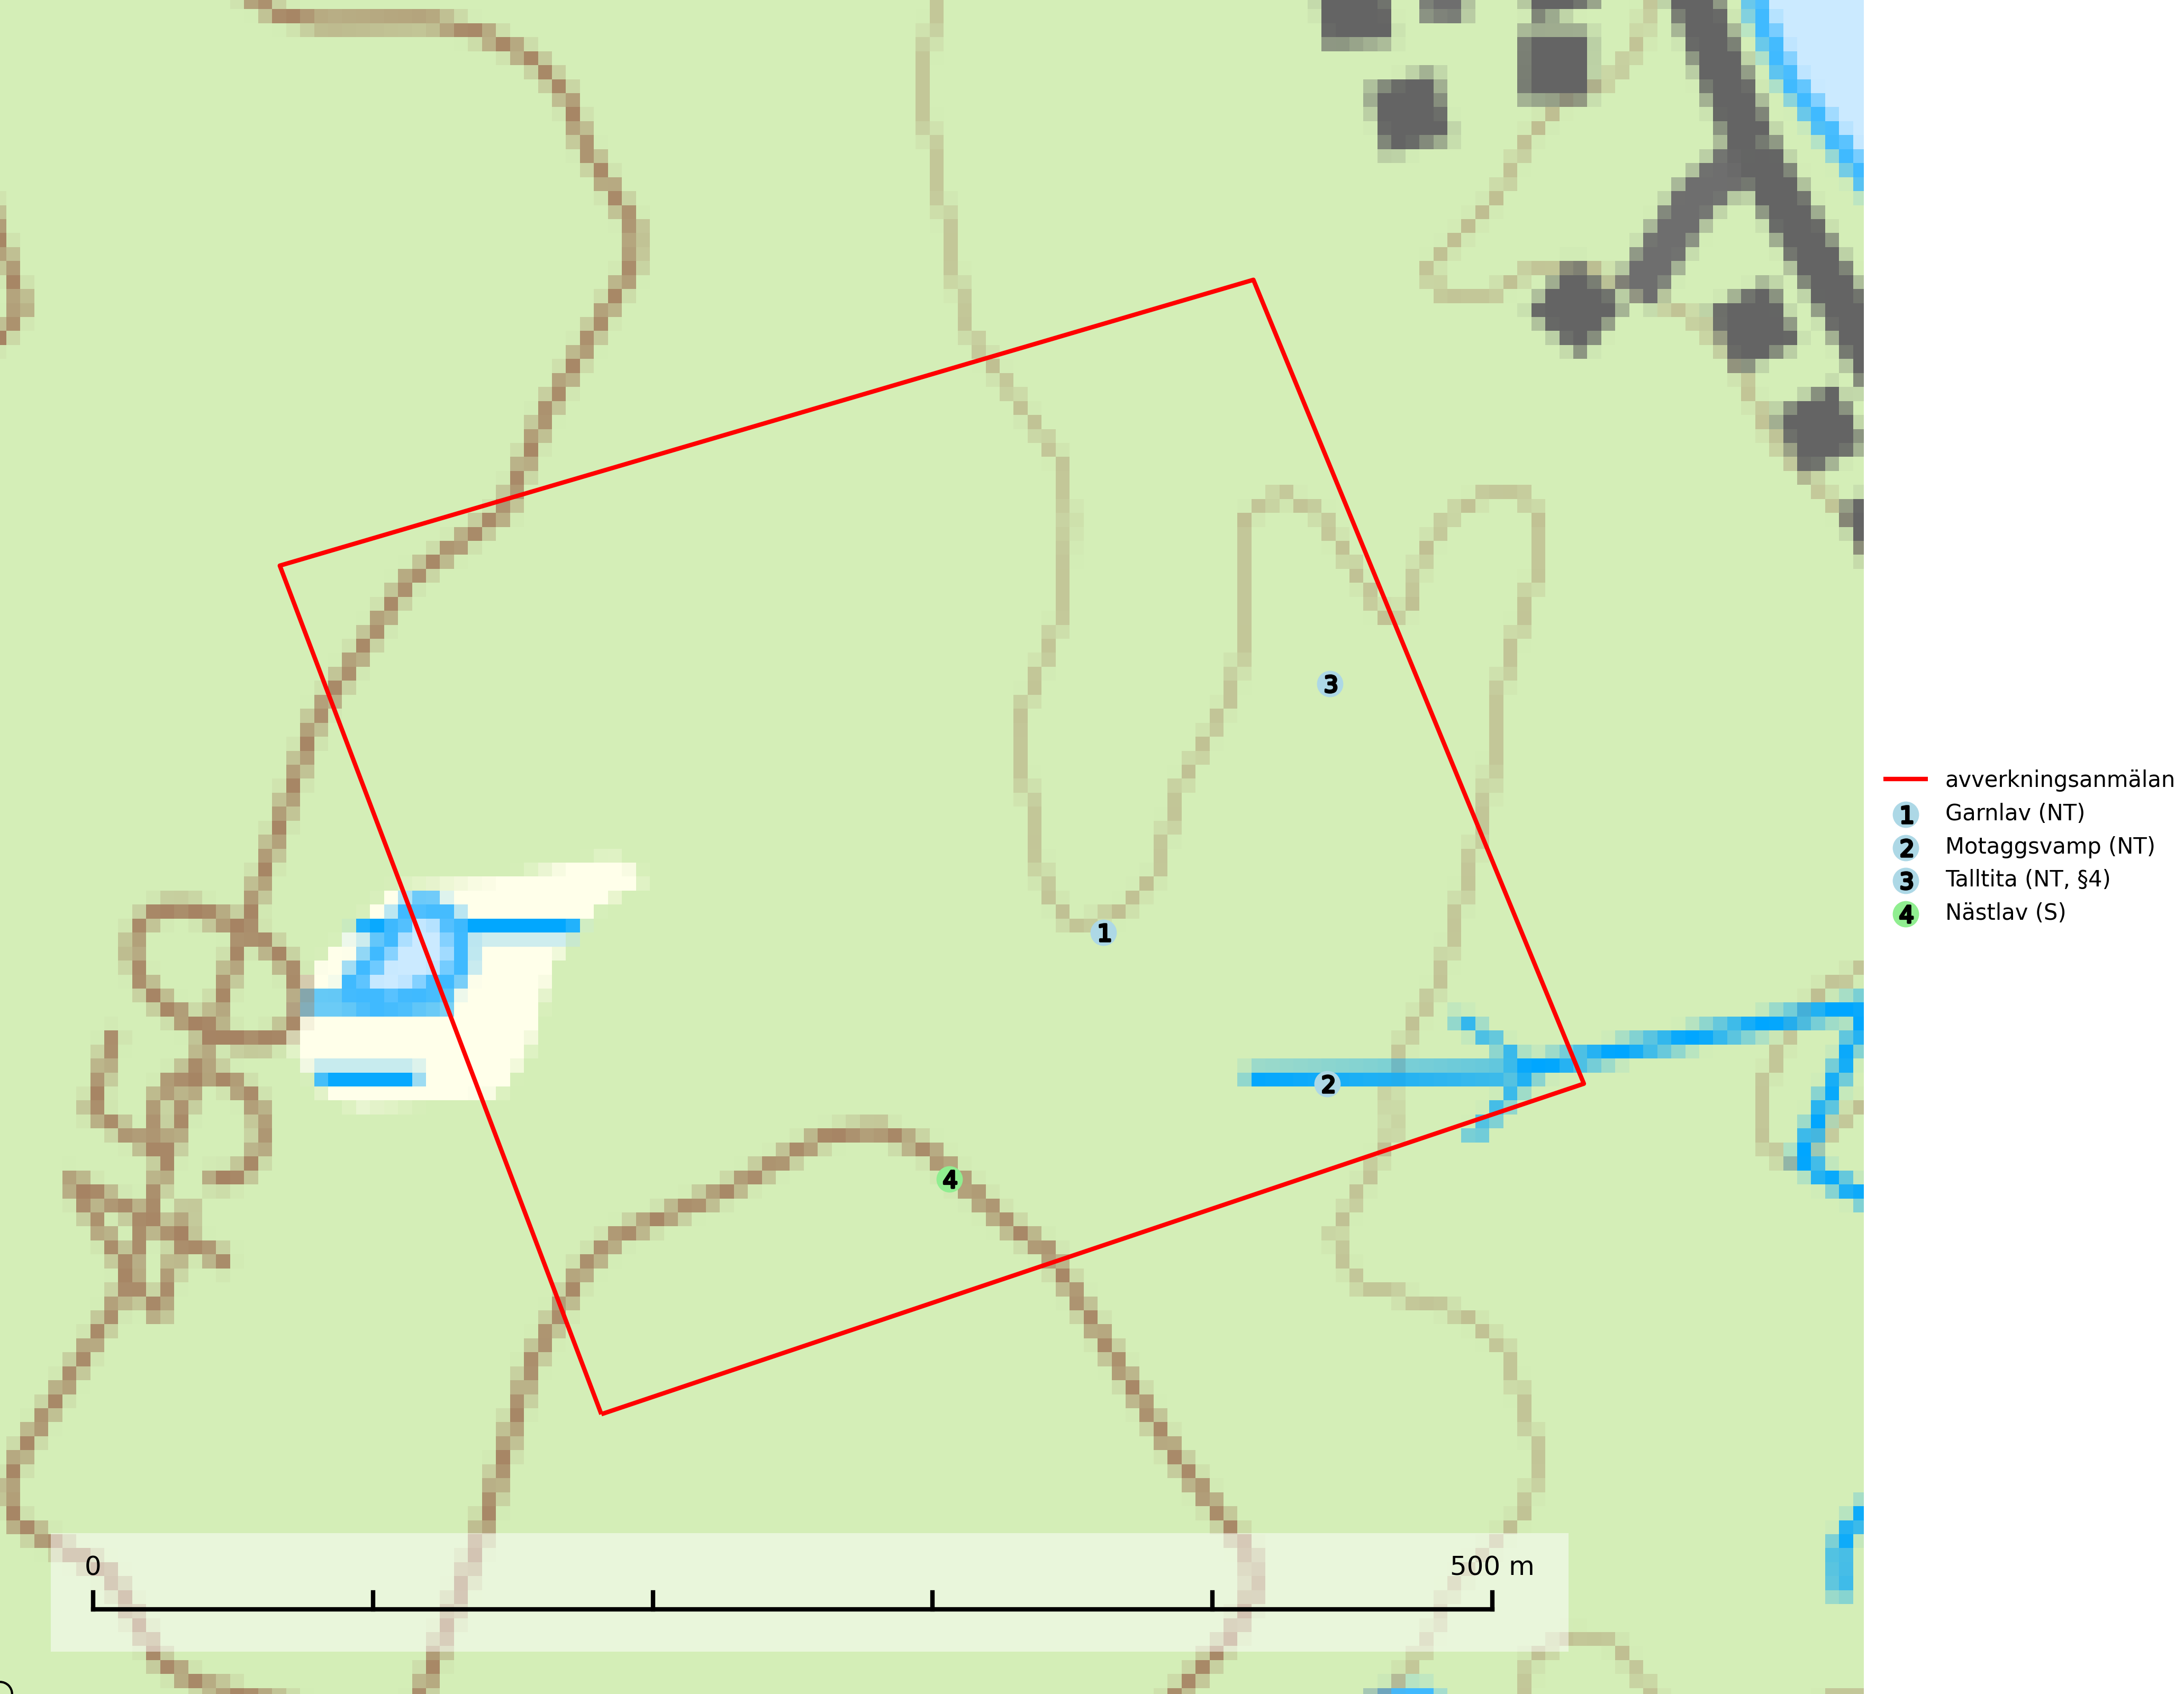 3
1
2
4
avverkningsanmälan
1 Garnlav (NT)
2 Motaggsvamp (NT)
3 Talltita (NT, §4)
4 Nästlav (S)
0 500 m